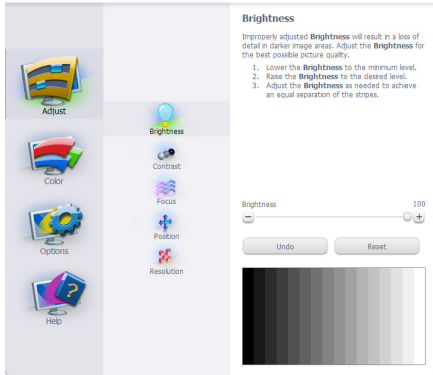 Adjust
Color
Options
Help
Brightness
Contrast
Focus
Position
Resolution
Brightness
Improperly adjusted Brightness will result in a loss of
detail in darker image areas. Adjust the Brightness for
the best possible picture quality.
1. Lower the Brightness to the minimum level.
2. Raise the Brightness to the desired level.
3. Adjust the Brightness as needed to achieve
an equal separation of the stripes.
Brightness 100
Undo Reset